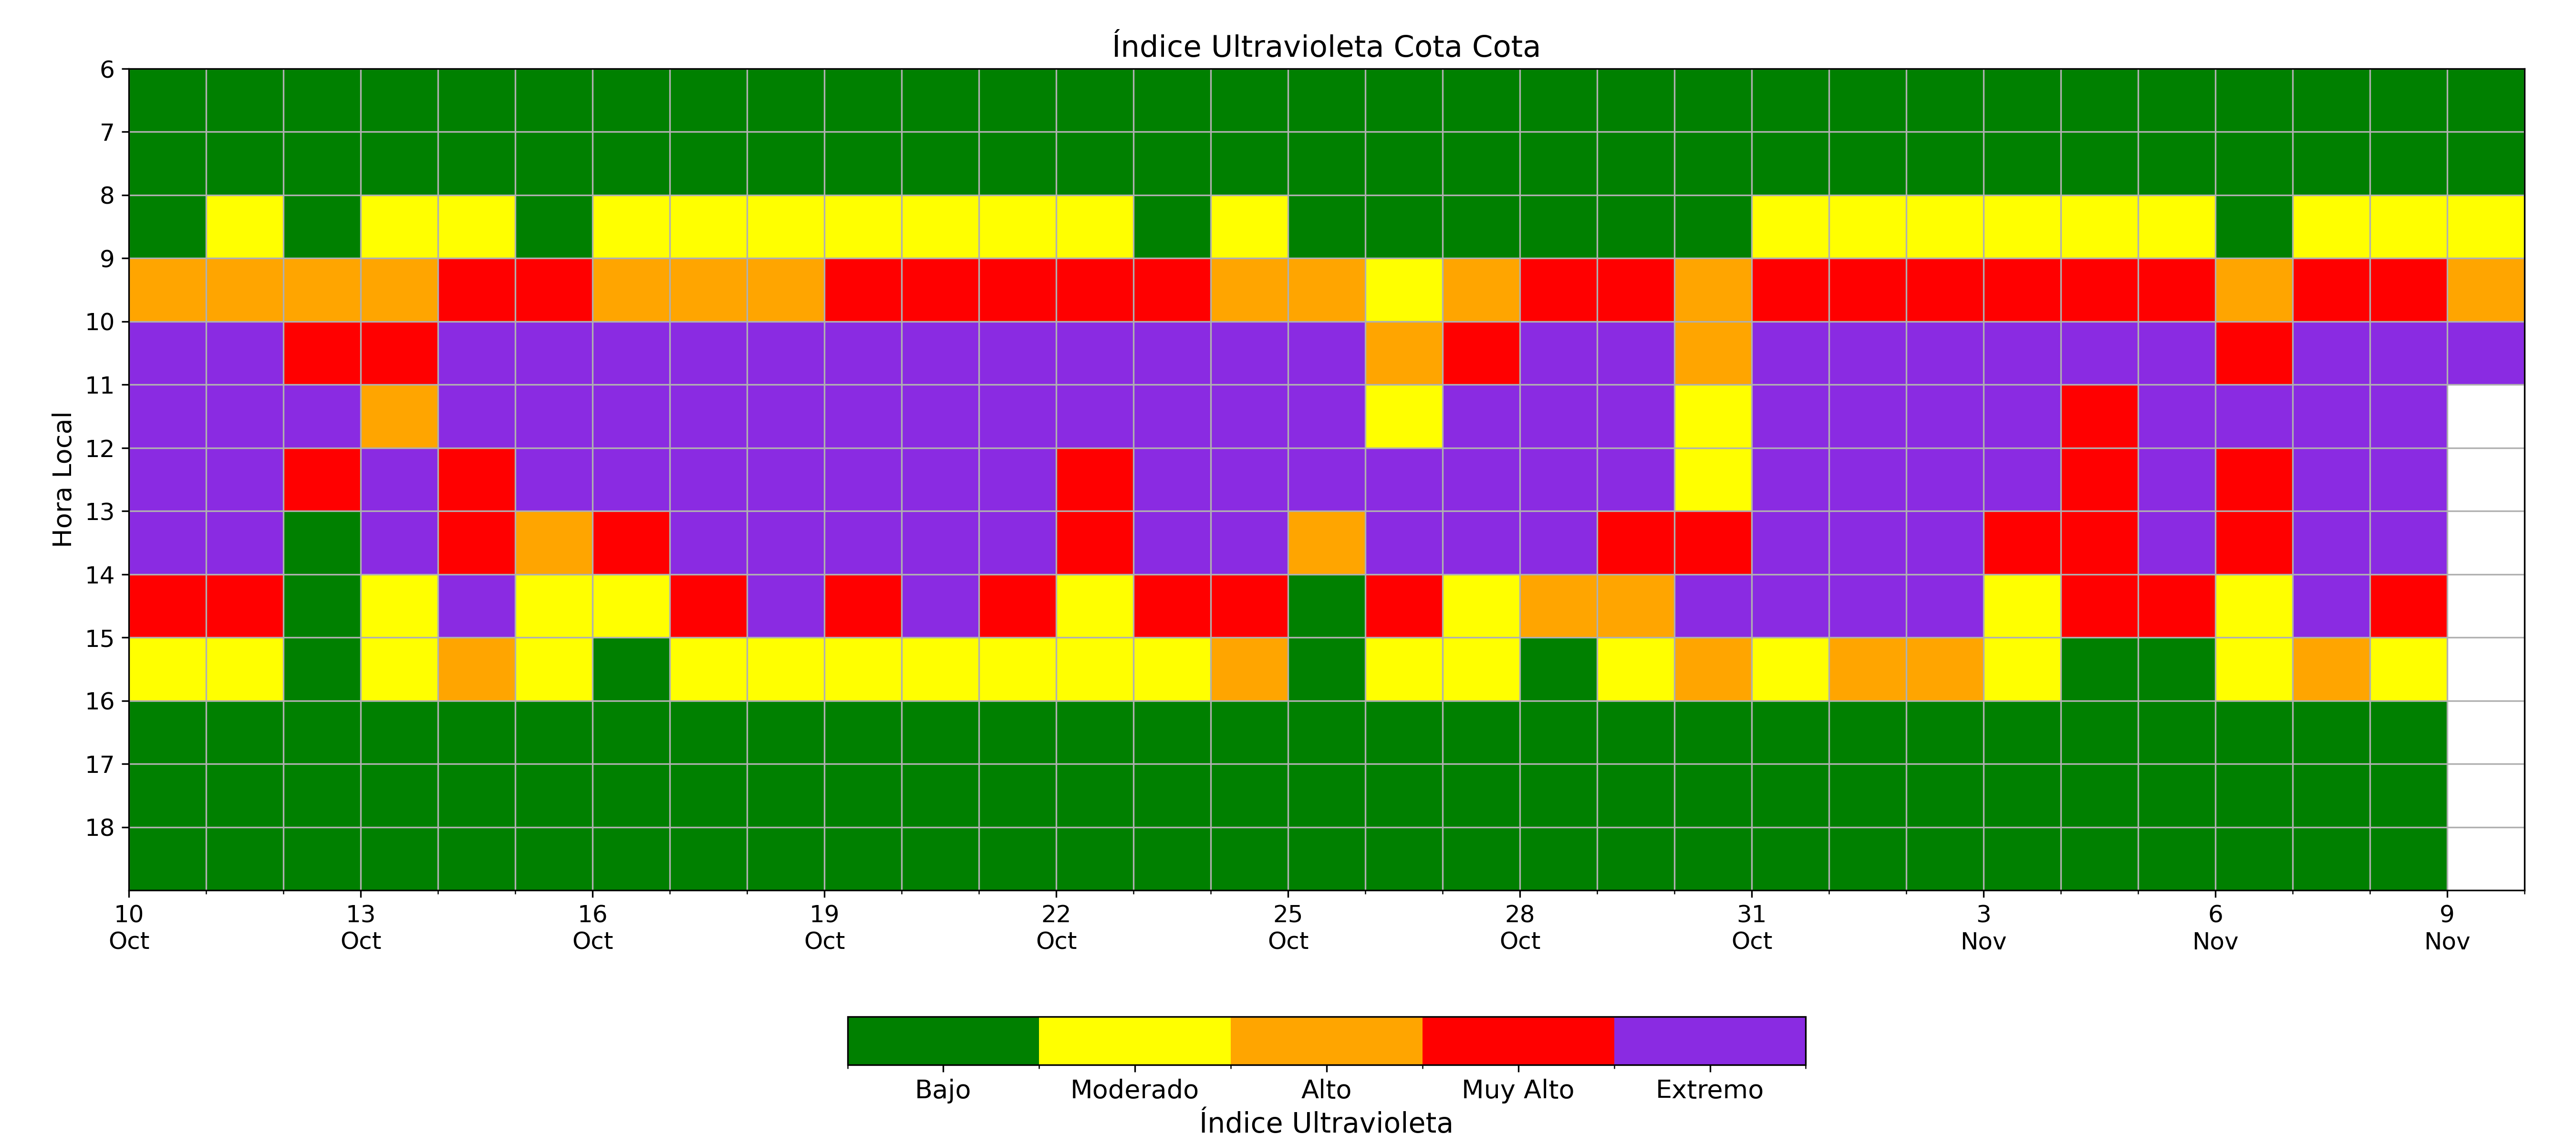 Índice Ultravioleta Cota Cota
Hora Local
6
7
8
9
10
11
12
13
14
15
16
17
18
10 13 16 19 22 25 28 31 3 6 9
Oct Oct Oct Oct Oct Oct Oct Oct Nov Nov Nov
Bajo Moderado Alto Muy Alto Extremo
Índice Ultravioleta